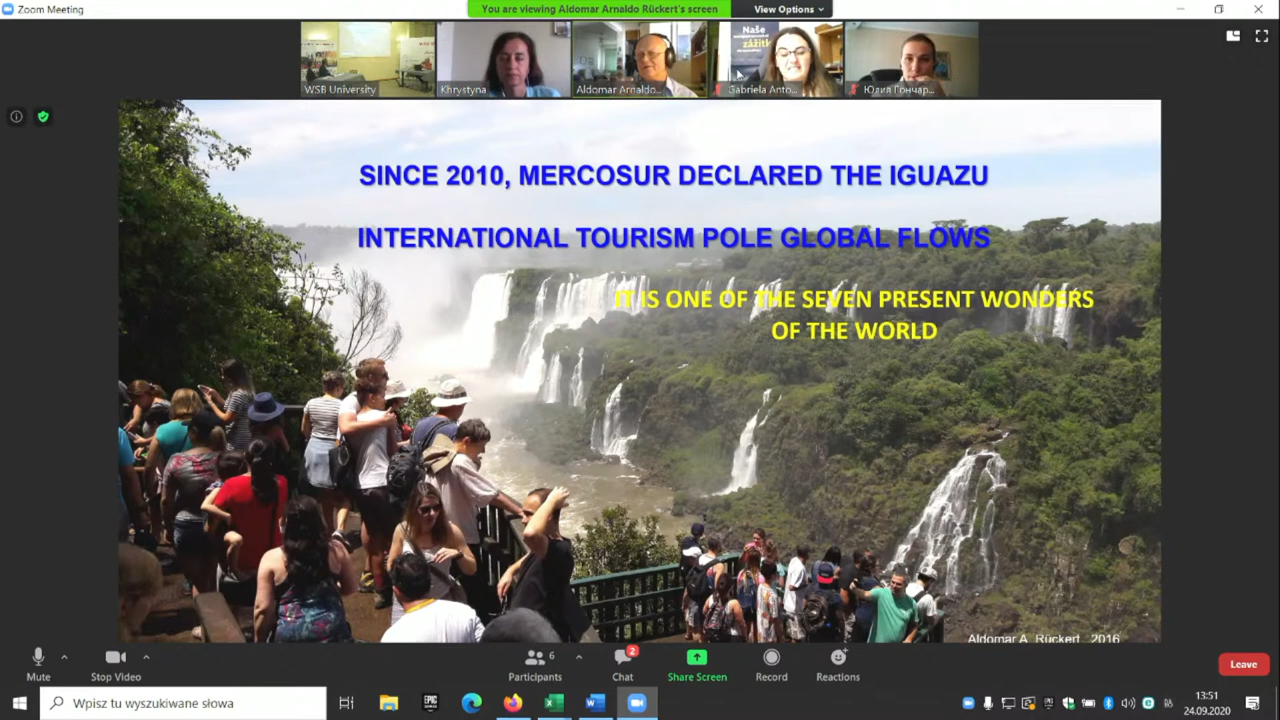 Zoom Meeting
You are viewing Aldomar Arnaldo Rückert's screen
View Options
WSB University
Khrystyna
Aldomar Arnaldo...
Naše
zážitk
Gabriela Anto...
Юлия Гончар...
SINCE 2010, MERCOSUR DECLARED THE IGUAZU
INTERNATIONAL TOURISM POLE GLOBAL FLOWS
IT IS ONE OF THE SEVEN PRESENT WONDERS
OF THE WORLD
Aldomar A. Rückert, 2016
Mute
Stop Video
6
Participants
2
Chat
Share Screen
Record
Reactions
Leave
Wpisz tu wyszukiwane słowa
EPIC
13:51
24.09.2020